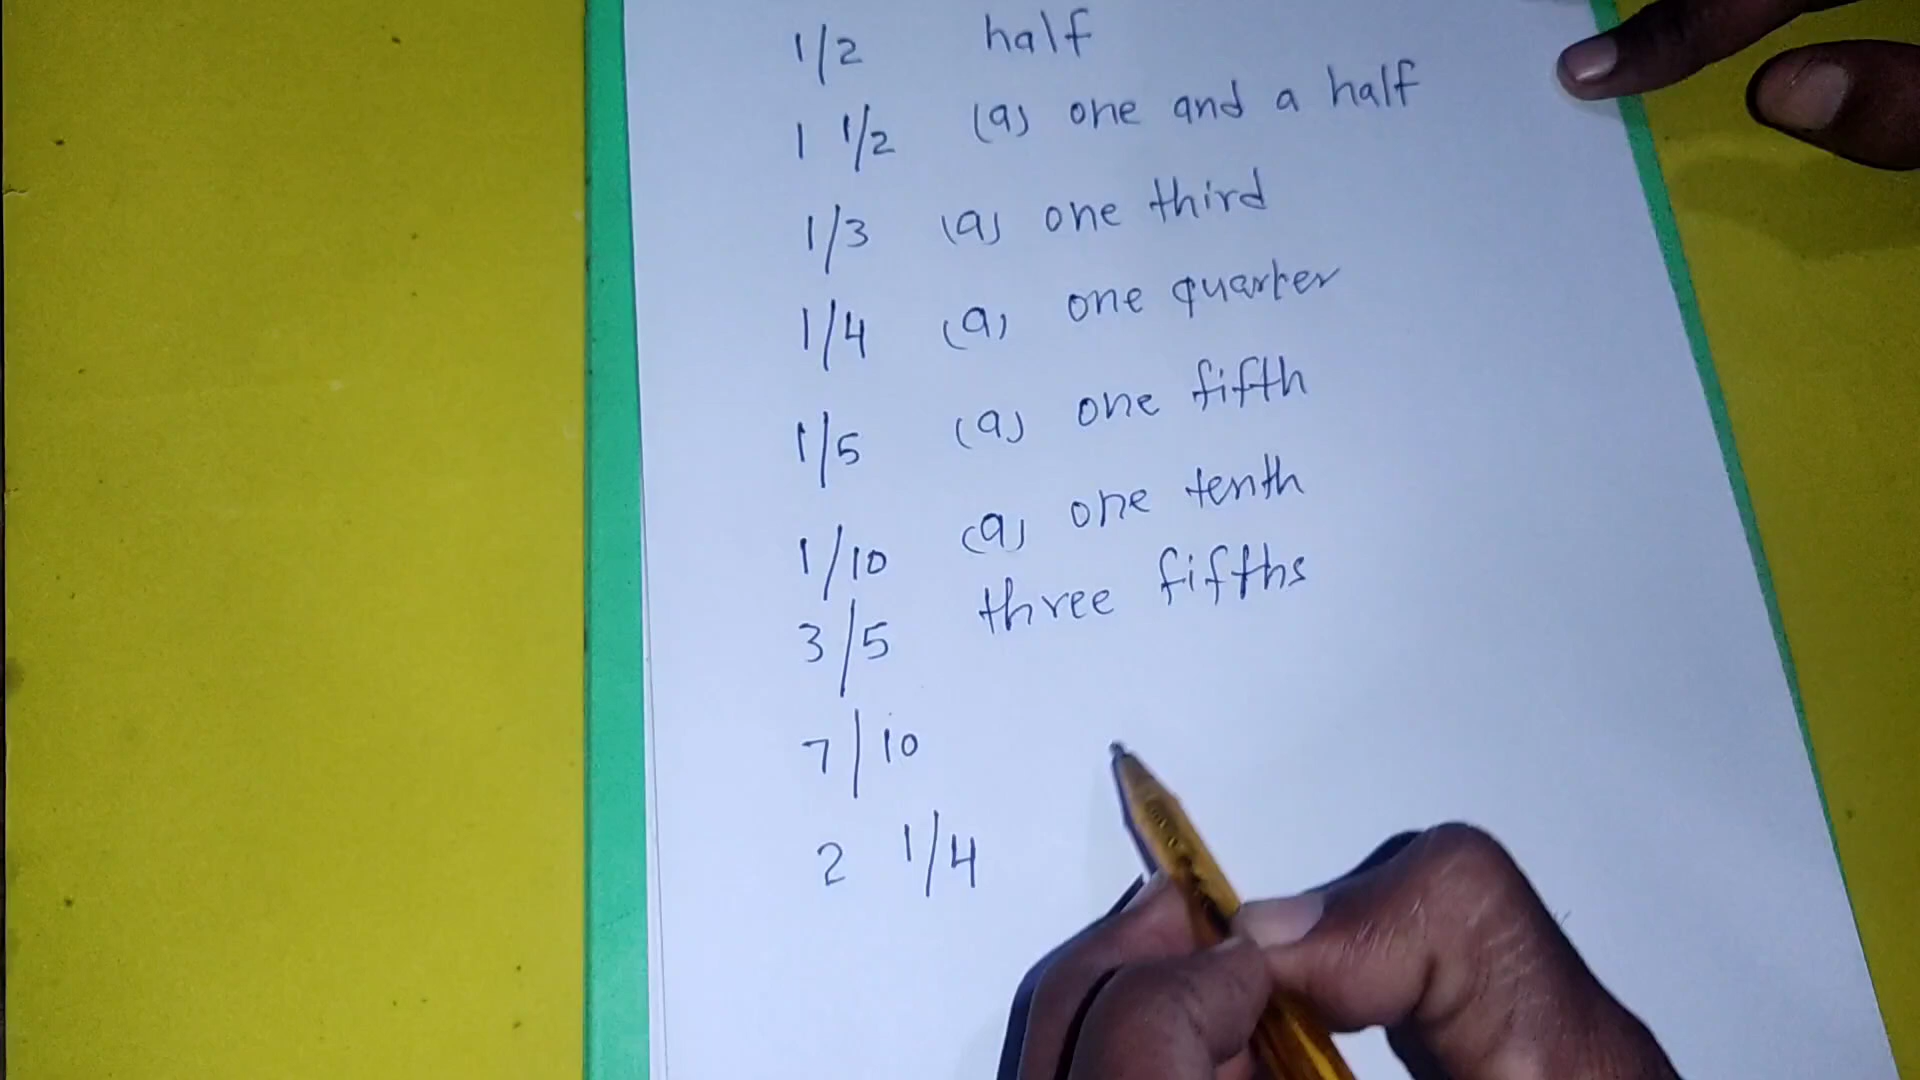 1/2 half
1 1/2 (a) one and a half
1/3 (a) one third
1/4 (a) one quarter
1/5 (a) one fifth
1/10 (a) one tenth
3/5 three fifths
7/10
2 1/4